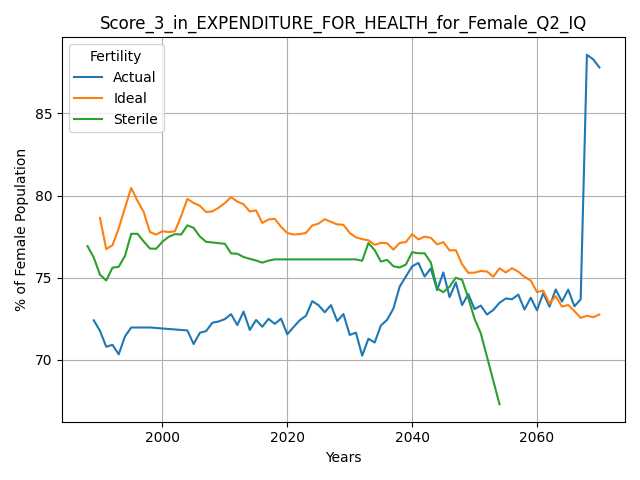 Score_3_in_EXPENDITURE_FOR_HEALTH_for_Female_Q2_IQ
Fertility
Actual
Ideal
Sterile
% of Female Population
85
80
75
70
2000
2020
2040
2060
Years